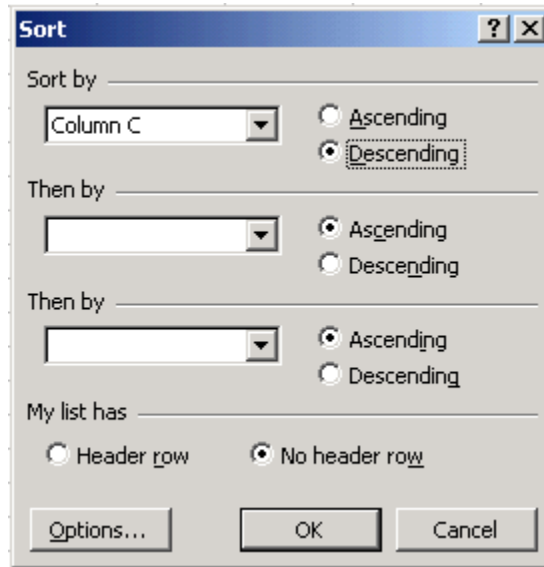 Sort
Sort by
Column C
Ascending
Descending
Then by
Ascending
Descending
Then by
Ascending
Descending
My list has
Header row
No header row
Options...
OK
Cancel